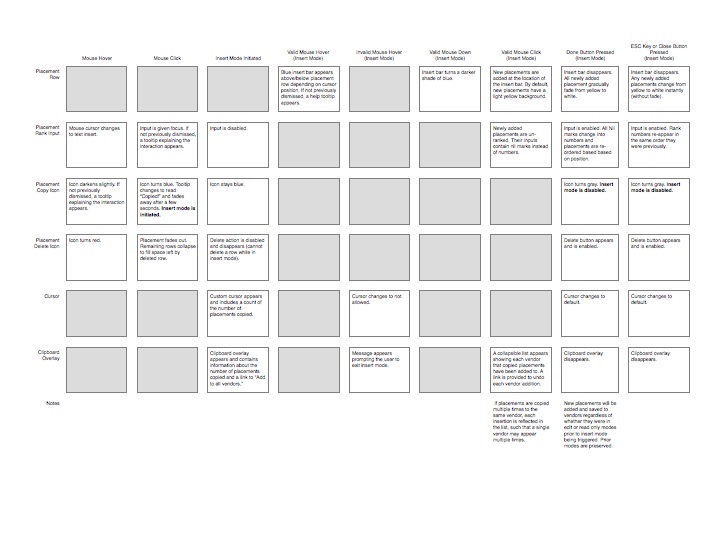 Mouse Hover
Mouse Click
Insert Mode Initiated
Valid Mouse Hover
(Insert Mode)
Invalid Mouse Hover
(Insert Mode)
Valid Mouse Down
(Insert Mode)
Valid Mouse Click
(Insert Mode)
Done Button Pressed
(Insert Mode)
ESC Key or Close Button
Pressed
(Insert Mode)
Placement
Row
Blue insert bar appears
above/below placement
row depending on cursor
position. If not previously
dismissed, a help tooltip
appears.
Insert bar turns a darker
shade of blue.
New placements are
added at the location of
the insert bar. By default,
new placements have a
light yellow background.
Insert bar disappears.
All newly added
placement gradually
fade from yellow to
white.
Insert bar disappears.
Any newly added
placements change from
yellow to white instantly
(without fade).
Placement
Rank Input
Mouse cursor changes
to text insert.
Input is given focus. If
not previously dismissed,
a tooltip explaining the
interaction appears.
Input is disabled.
Newly added
placements are un-
ranked. Their inputs
contain nil marks instead
of numbers.
Input is enabled. All Nil
marks change into
numbers and
placements are re-
ordered based based
on position.
Input is enabled. Rank
numbers re-appear in
the same order they
were previously.
Placement
Copy Icon
Icon darkens slightly. If
not previously
dismissed, a tooltip
explaining the interaction
appears.
Icon turns blue. Tooltip
changes to read
"Copied!" and fades
away after a few
seconds. Insert mode is
initiated.
Icon stays blue.
Icon turns gray. Insert
mode is disabled.
Icon turns gray. Insert
mode is disabled.
Placement
Delete Icon
Icon turns red.
Placement fades out.
Remaining rows collapse
to fill space left by
deleted row.
Delete action is disabled
and disappears (cannot
delete a row while in
insert mode).
Delete button appears
and is enabled.
Delete button appears
and is enabled.
Cursor
Custom cursor appears
and includes a count of
the number of
placements copied.
Cursor changes to not
allowed.
Cursor changes to
default.
Cursor changes to
default.
Clipboard
Overlay
Clipboard overlay
appears and contains
information about the
number of placements
copied and a link to "Add
to all vendors."
Message appears
prompting the user to
exit insert mode.
A collapsible list appears
showing each vendor
that copied placements
have been added to. A
link is provided to undo
each vendor addition.
Clipboard overlay
disappears.
Clipboard overlay
disappears.
Notes
If placements are copied
multiple times to the
same vendor, each
insertion is reflected in
the list, such that a single
vendor may appear
multiple times.
New placements will be
added and saved to
vendors regardless of
whether they were in
edit or read only modes
prior to insert mode
being triggered. Prior
modes are preserved.